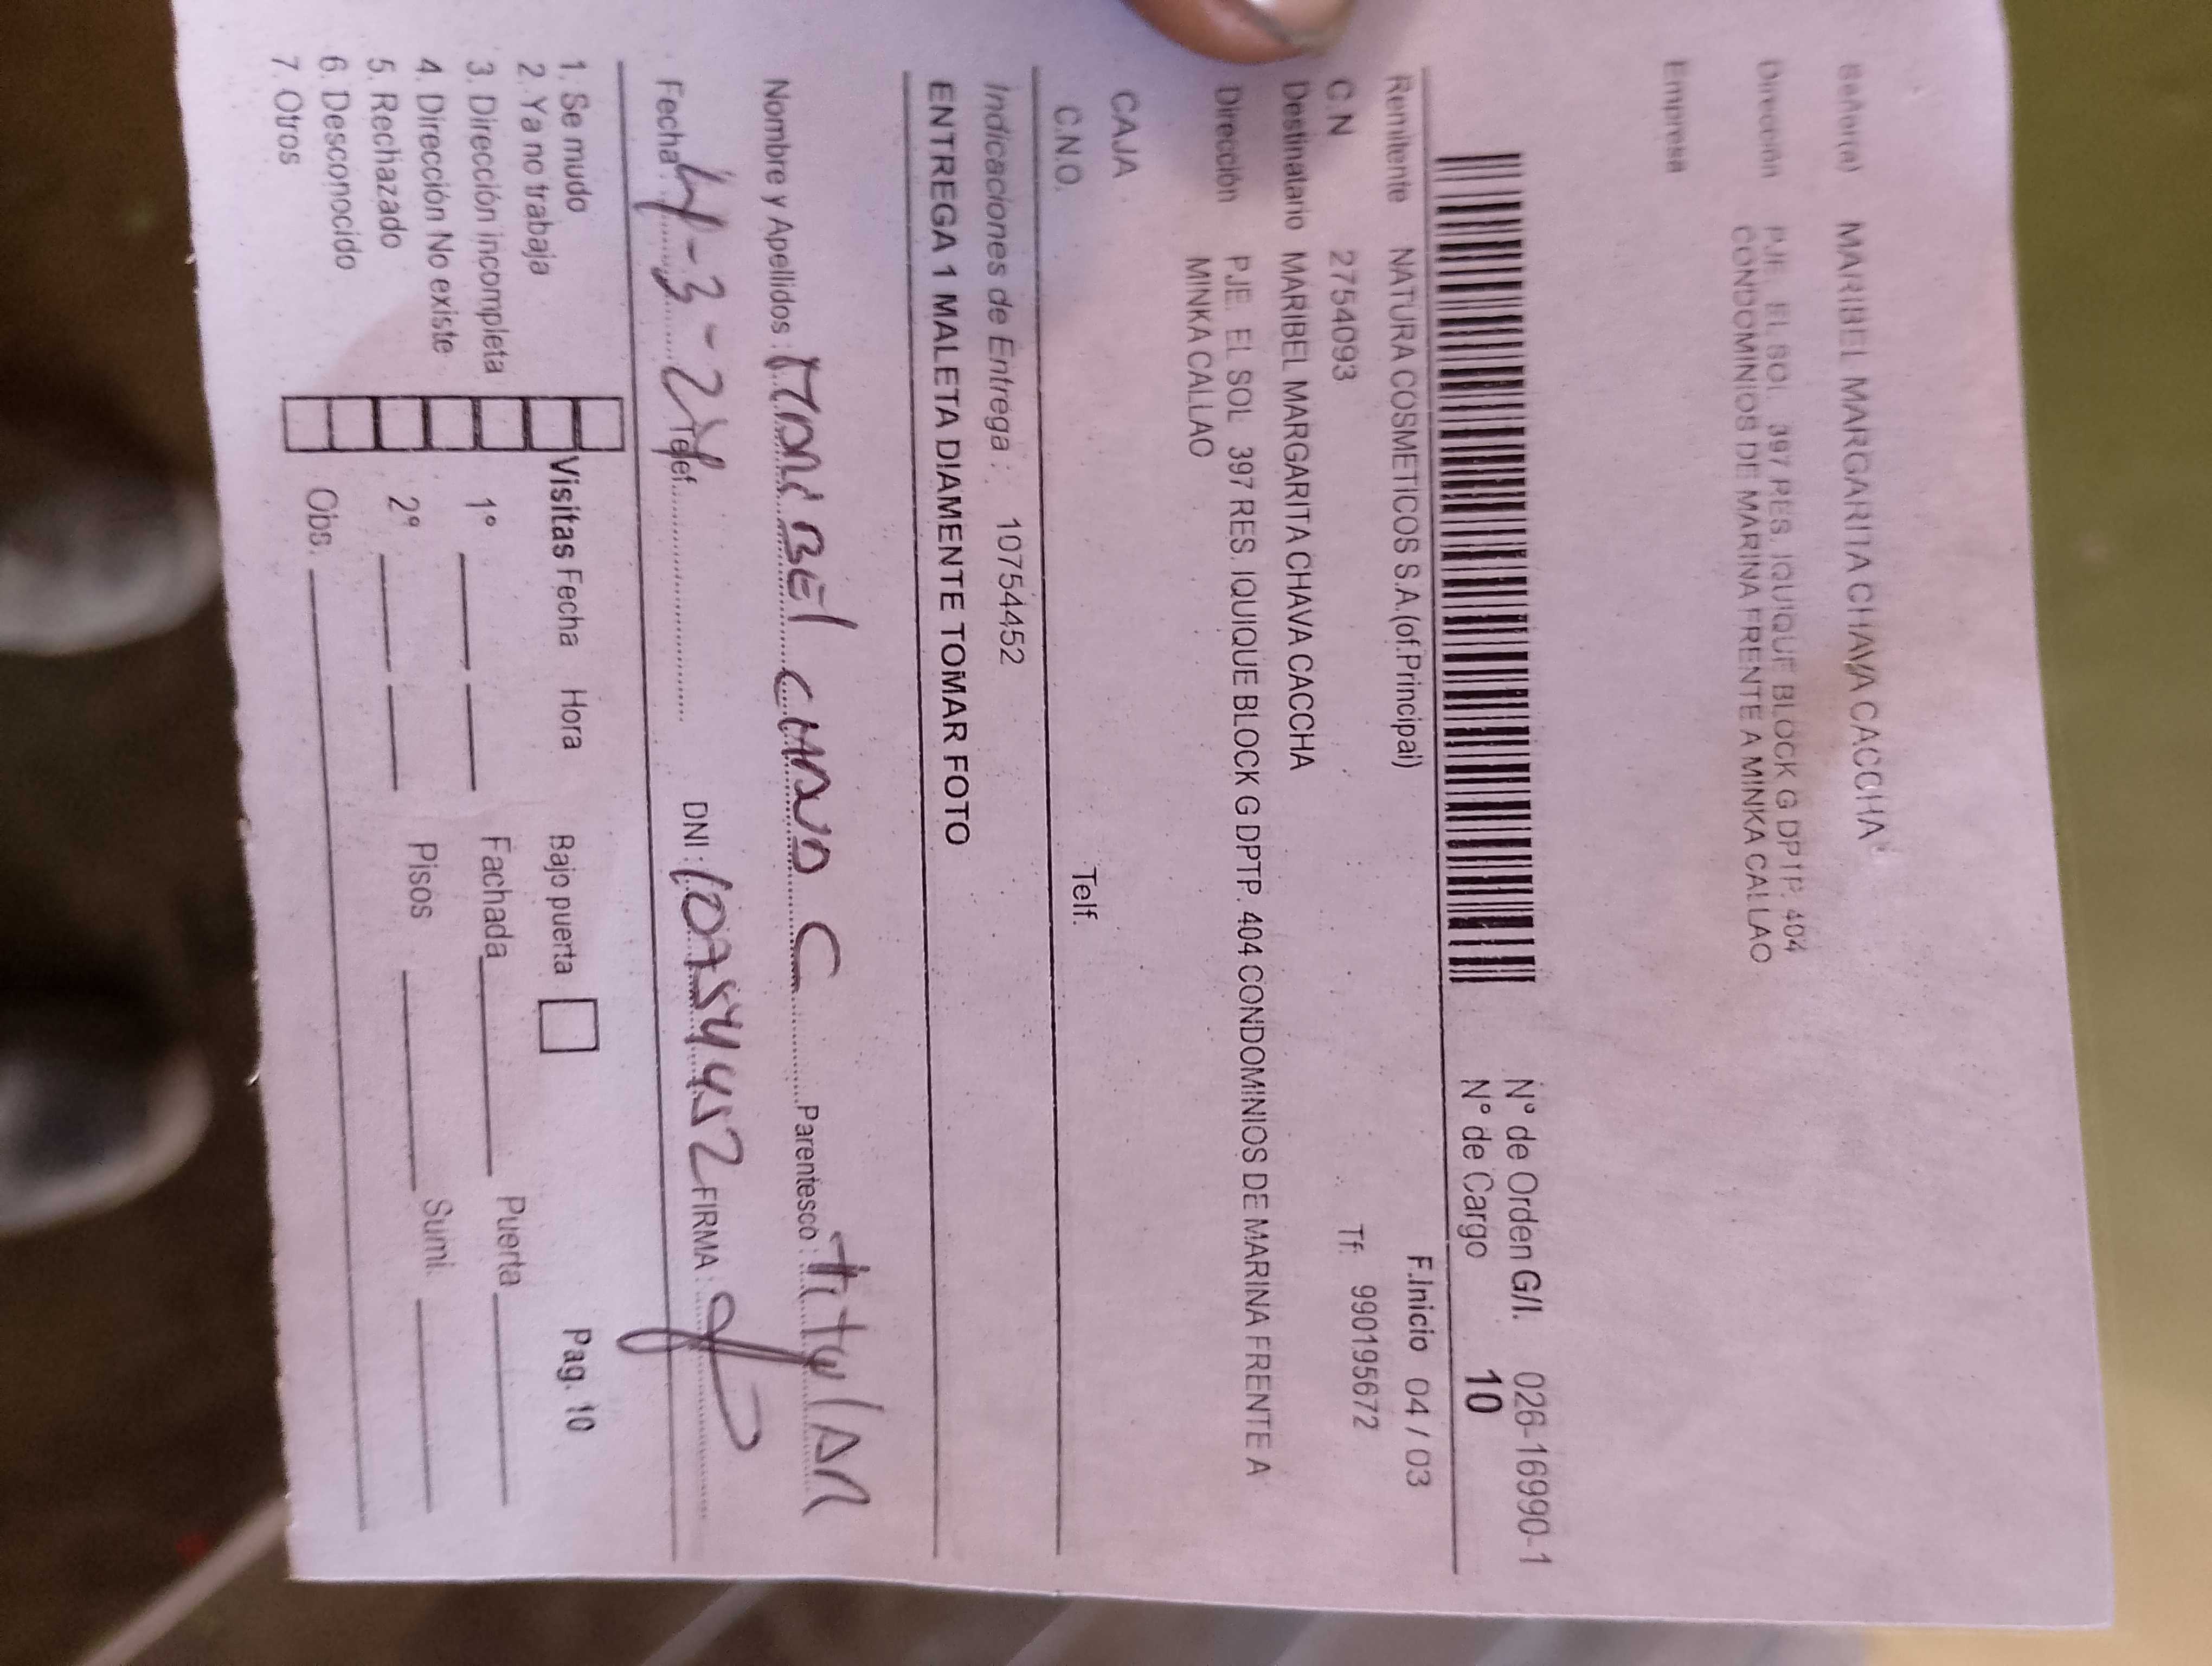 Señor(a) MARIBEL MARGARITA CHAVA CACCHA
Dirección PJE. EL SOL 397 RES. IQUIQUE BLOCK G DPTP. 404
CONDOMINIOS DE MARINA FRENTE A MINKA CALLAO
Empresa
N° de Orden G/I. 026-16990-1
N° de Cargo 10
Remitente NATURA COSMETICOS S.A.(of.Principal) F.Inicio 04 / 03
C.N 2754093 Tf: 990195672
Destinatario MARIBEL MARGARITA CHAVA CACCHA
Dirección PJE. EL SOL 397 RES. IQUIQUE BLOCK G DPTP. 404 CONDOMINIOS DE MARINA FRENTE A
MINKA CALLAO
CAJA
C.N.O. Telf.
Indicaciones de Entrega : 10754452
ENTREGA 1 MALETA DIAMENTE TOMAR FOTO
Nombre y Apellidos : MARIBEL CHAVA C Parentesco : titulAR
Fecha 4-3-24 Telef. DNI : 10754452 FIRMA :
1. Se mudo
2. Ya no trabaja
3. Dirección incompleta
4. Dirección No existe
5. Rechazado
6. Desconocido
7. Otros
Visitas Fecha Hora Bajo puerta Pag. 10
1° Fachada Puerta
2° Pisos Sumi.
Obs.